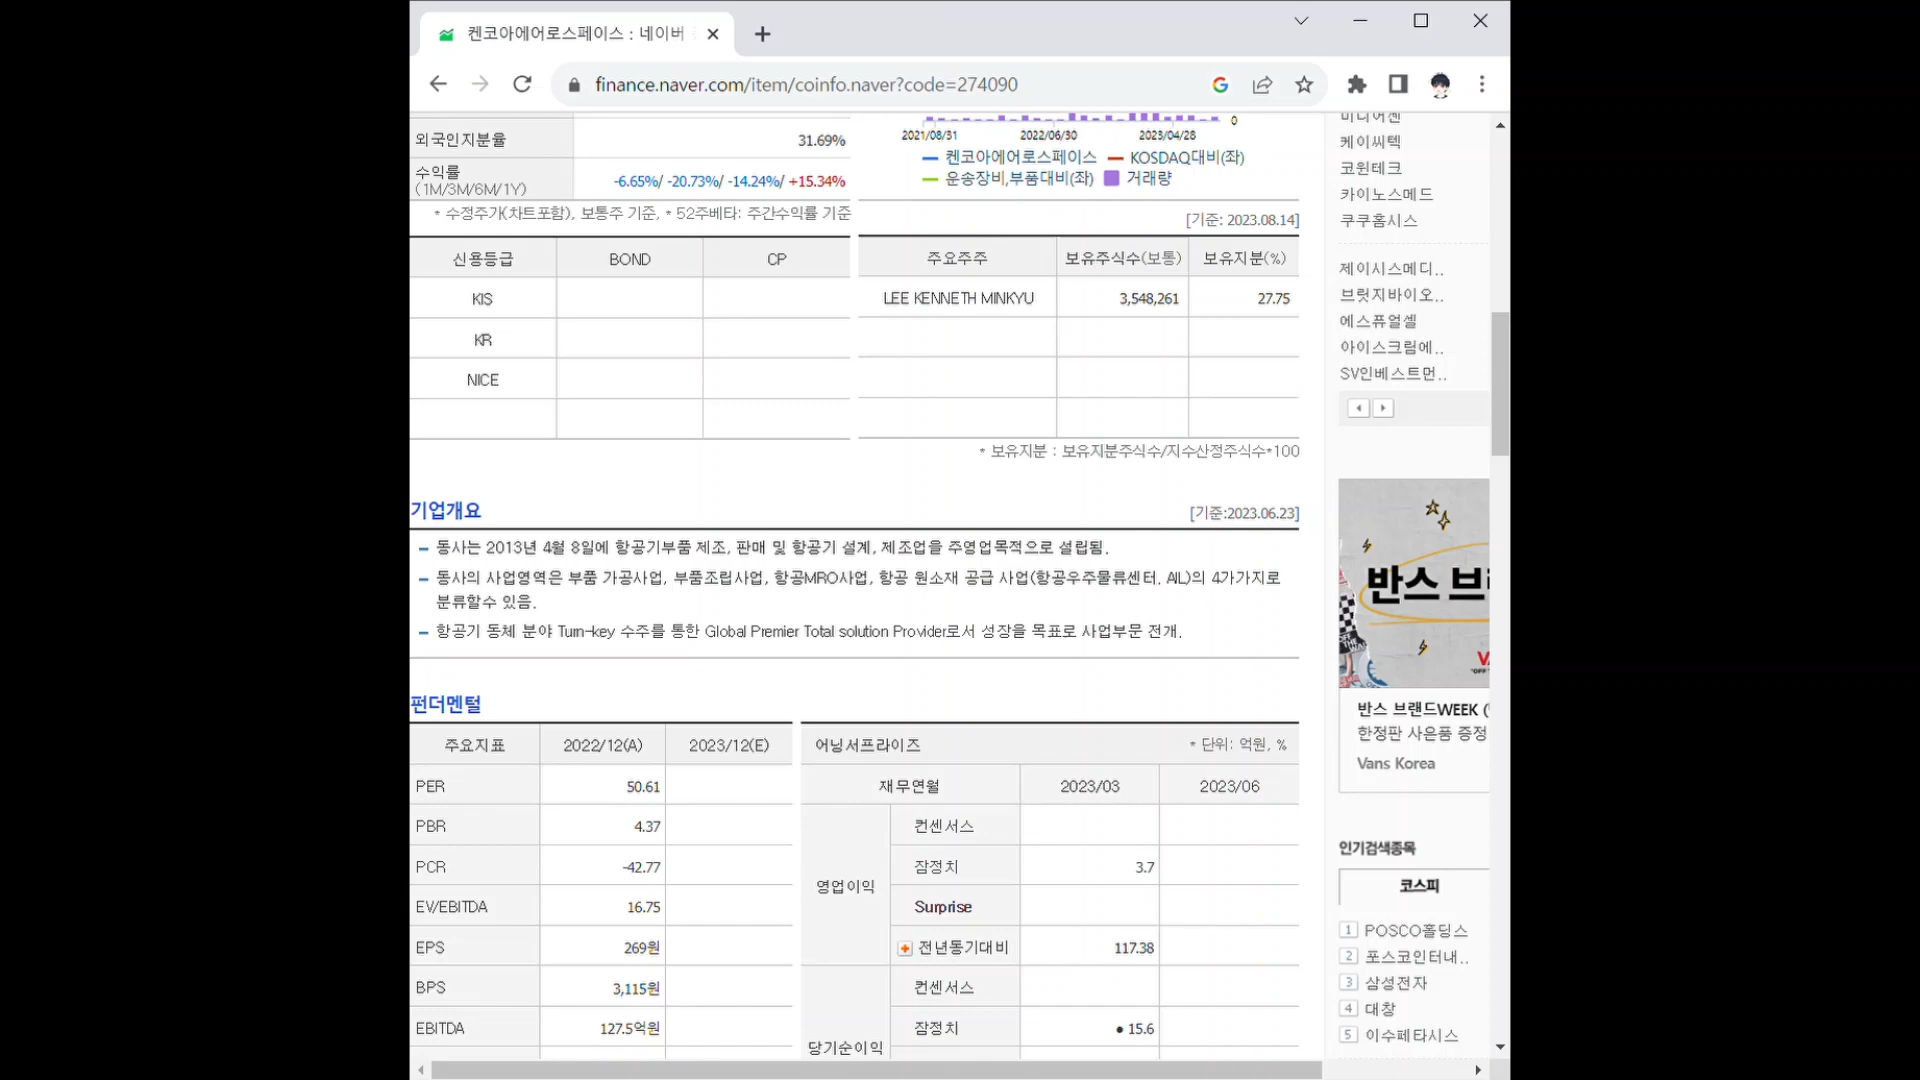 켄코아에어로스페이스 : 네이버
finance.naver.com/item/coinfo.naver?code=274090
외국인지분율 31.69%
수익률
(1M/3M/6M/1Y) -6.65%/ -20.73%/ -14.24%/ +15.34%
* 수정주가(차트포함), 보통주 기준, * 52주베타: 주간수익률 기준
0
2021/08/31 2022/06/30 2023/04/28
켄코아에어로스페이스 KOSDAQ대비(좌)
운송장비,부품대비(좌) 거래량
[기준: 2023.08.14]
신용등급 BOND CP
KIS
KR
NICE
주요주주 보유주식수(보통) 보유지분(%)
LEE KENNETH MINKYU 3,548,261 27.75
* 보유지분 : 보유지분주식수/지수산정주식수*100
기업개요 [기준:2023.06.23]
동사는 2013년 4월 8일에 항공기부품 제조, 판매 및 항공기 설계, 제조업을 주영업목적으로 설립됨.
동사의 사업영역은 부품 가공사업, 부품조립사업, 항공MRO사업, 항공 원소재 공급 사업(항공우주물류센터, AIL)의 4가가지로
분류할수 있음.
항공기 동체 분야 Turn-key 수주를 통한 Global Premier Total solution Provider로서 성장을 목표로 사업부문 전개.
펀더멘털
주요지표 2022/12(A) 2023/12(E)
PER 50.61
PBR 4.37
PCR -42.77
EV/EBITDA 16.75
EPS 269원
BPS 3,115원
EBITDA 127.5억원
어닝서프라이즈 * 단위: 억원, %
재무연월 2023/03 2023/06
영업이익
컨센서스
잠정치 3.7
Surprise
전년동기대비 117.38
당기순이익
컨센서스
잠정치 ● 15.6
미디어젠
케이씨텍
코윈테크
카이노스메드
쿠쿠홈시스
제이시스메디..
브릿지바이오..
에스퓨얼셀
아이스크림에..
SV인베스트먼..
반스 브
반스 브랜드WEEK (
한정판 사은품 증정
Vans Korea
인기검색종목
코스피
1 POSCO홀딩스
2 포스코인터내..
3 삼성전자
4 대창
5 이수페타시스